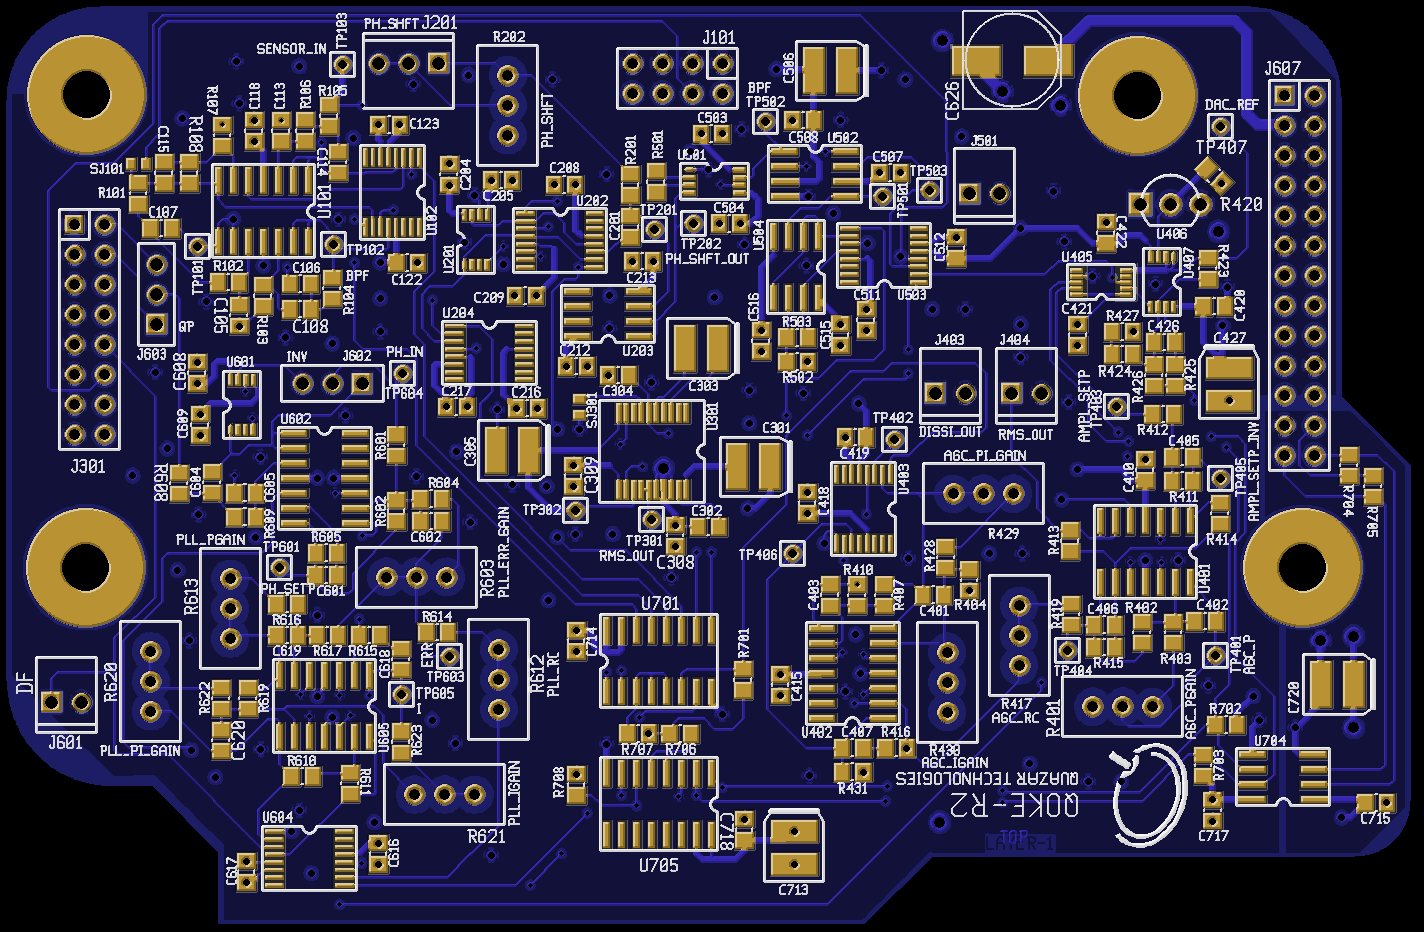 TP103
PH_SHFT
J201
SENSOR_IN
R202
PH_SHFT
J101
C506
C626
J607
R107
C118
C113
R106
R105
C123
BPF
TP502
C503
C508
U502
DAC_REF
TP407
C115
R108
C114
SJ101
R101
U101
U102
C204
C205
C208
R201
R501
U501
C507
TP503
TP501
J501
R420
U406
C107
TP101
TP102
U201
U202
C201
TP201
TP202
C504
PH_SHFT_OUT
U504
C512
C422
U405
U407
R423
R102
C106
BPF
R104
C105
R103
C108
C122
C209
C213
C511
U503
C421
C420
QP
J603
U204
U203
C516
R503
C515
R502
R427
C426
C427
R424
R426
R425
C608
U601
INV
J602
PH_IN
TP604
C212
C304
C303
J403
J404
C609
C217
C216
SJ301
U301
C301
TP402
DISSI_OUT
RMS_OUT
AMPL_SETP
TP403
R412
J301
U602
R601
C305
C309
C419
U403
AGC_PI_GAIN
C410
C405
R411
TP405
AMPL_SETP_INV
R608
C604
C605
R609
R602
R604
C602
TP302
TP301
RMS_OUT
C302
C308
C418
R429
R413
R414
R704
R705
PLL_PGAIN
TP601
R605
C601
PH_SETP
R603
PLL_ERR_GAIN
TP406
R428
R404
U401
R613
R616
C619
R617
R615
R614
ERR
TP603
C618
TP605
I
R612
PLL_RC
U701
C714
R701
C403
R410
R407
C401
R419
C406
R402
C402
R415
R403
TP404
TP401
AGC_P
DF
R620
R622
R619
C620
U605
R623
C415
R417
AGC_RC
R401
AGC_PGAIN
C720
J601
PLL_PI_GAIN
R610
R611
R707
R706
U402
C407
R416
R430
AGC_IGAIN
R431
R702
R703
U704
R708
PLL_IGAIN
R621
QUAZAR TECHNOLOGIES
QOKE-R2
TOP
LAYER-1
U604
C617
C616
U705
C718
C713
C717
C715